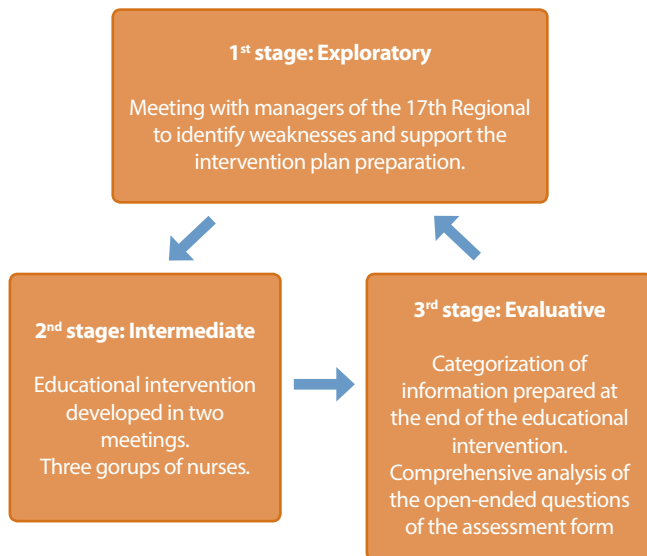 1st stage: Exploratory
Meeting with managers of the 17th Regional
to identify weaknesses and support the
intervention plan preparation.
2nd stage: Intermediate
Educational intervention
developed in two
meetings.
Three gorups of nurses.
3rd stage: Evaluative
Categorization of
information prepared at
the end of the educational
intervention.
Comprehensive analysis of
the open-ended questions
of the assessment form